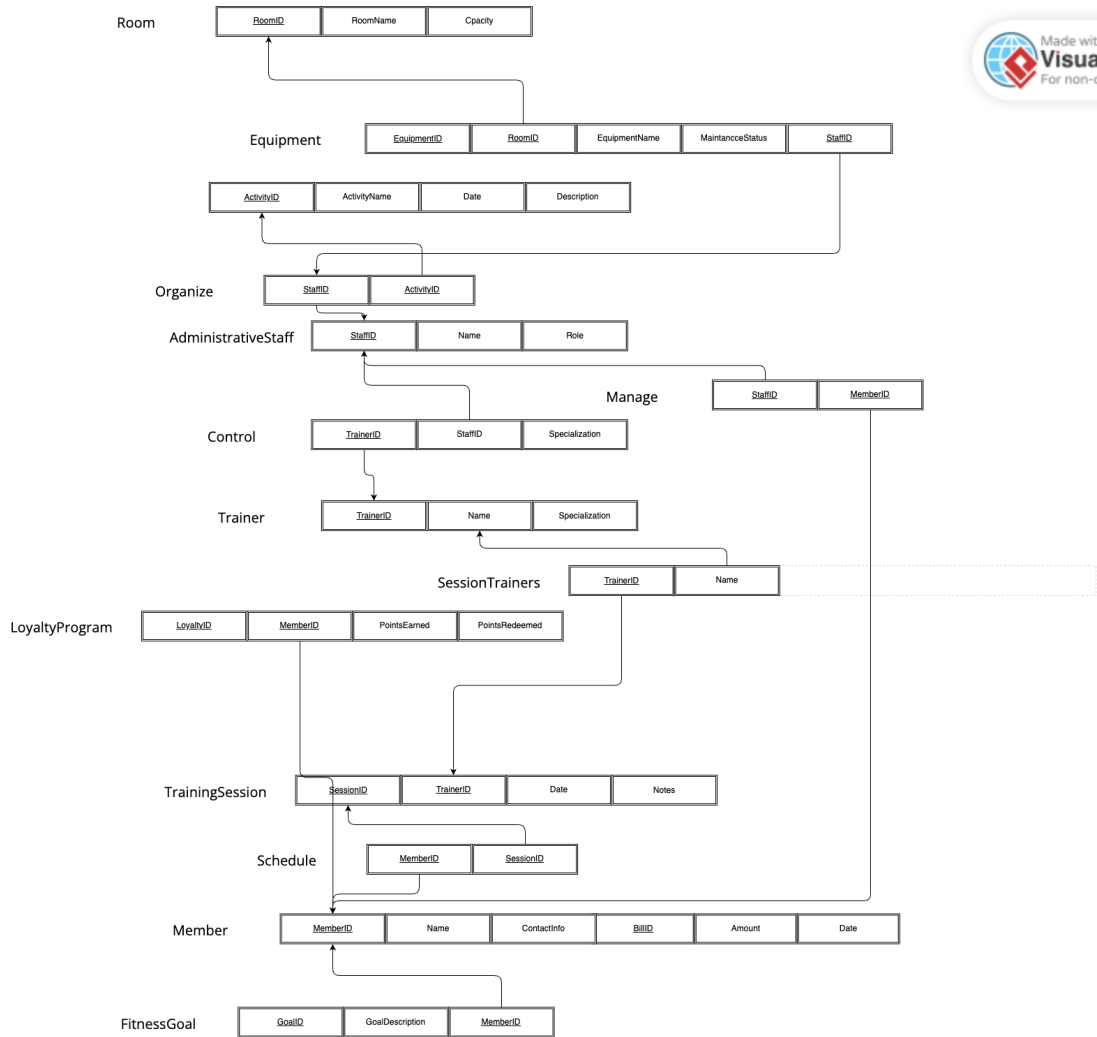 Room RoomID RoomName Cpacity
Made wit
Visua
For non-c
Equipment EquiopmentID RoomID EquipmentName MaintancceStatus StaffID
ActivityID ActivityName Date Description
Organize StaffID ActivityID
AdministrativeStaff StaffID Name Role
Manage StaffID MemberID
Control TrainerID StaffID Specialization
Trainer TrainerID Name Specialization
SessionTrainers TrainerID Name
LoyaltyProgram LoyaltyID MemberID PointsEarned PointsRedeemed
TrainingSession SessionID TrainerID Date Notes
Schedule MemberID SessionID
Member MemberID Name ContactInfo BillID Amount Date
FitnessGoal GoalID GoalDescription MemberID